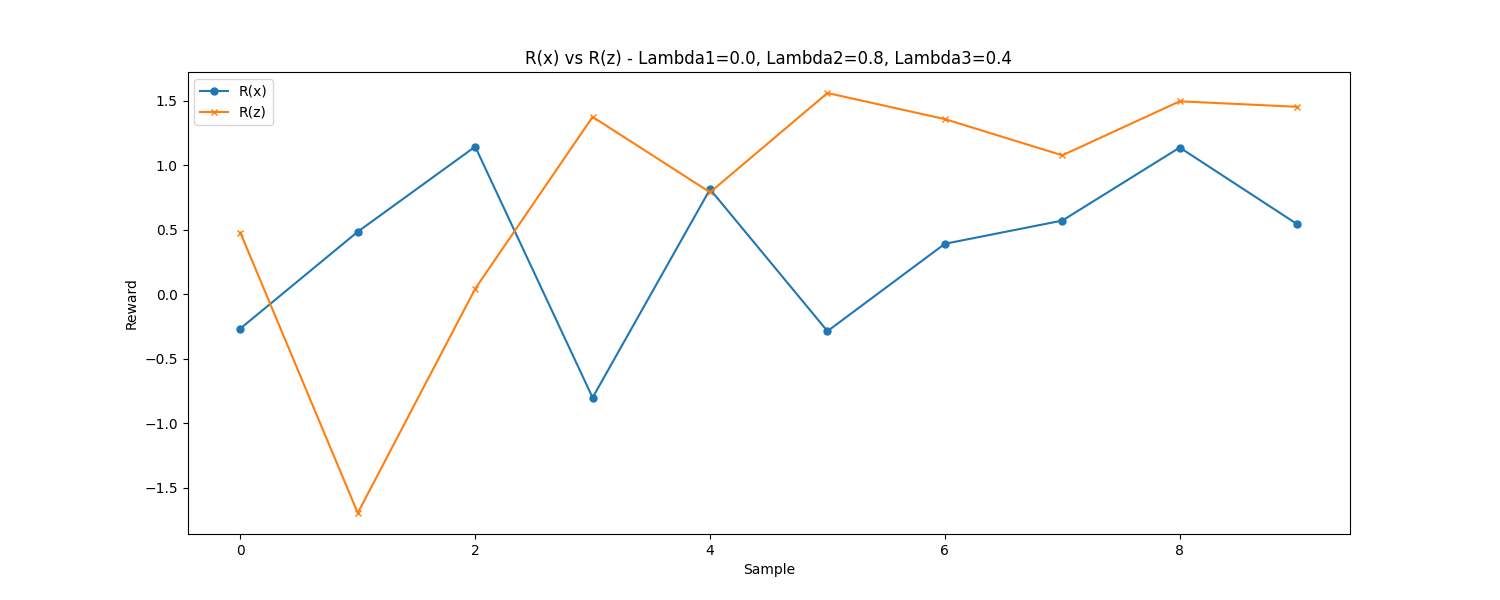 R(x) vs R(z) - Lambda1=0.0, Lambda2=0.8, Lambda3=0.4
R(x)
R(z)
1.5
1.0
0.5
0.0
−0.5
−1.0
−1.5
Reward
0 2 4 6 8
Sample